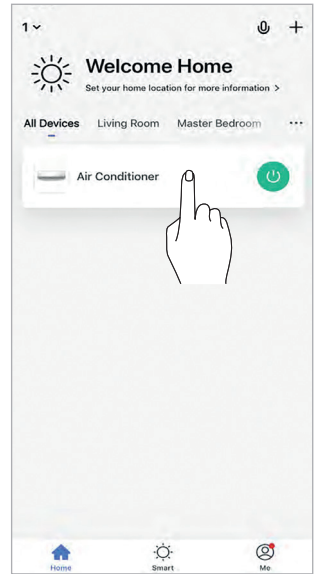 1
Welcome Home
Set your home location for more information >
All Devices Living Room Master Bedroom ...
Air Conditioner
Home Smart Me